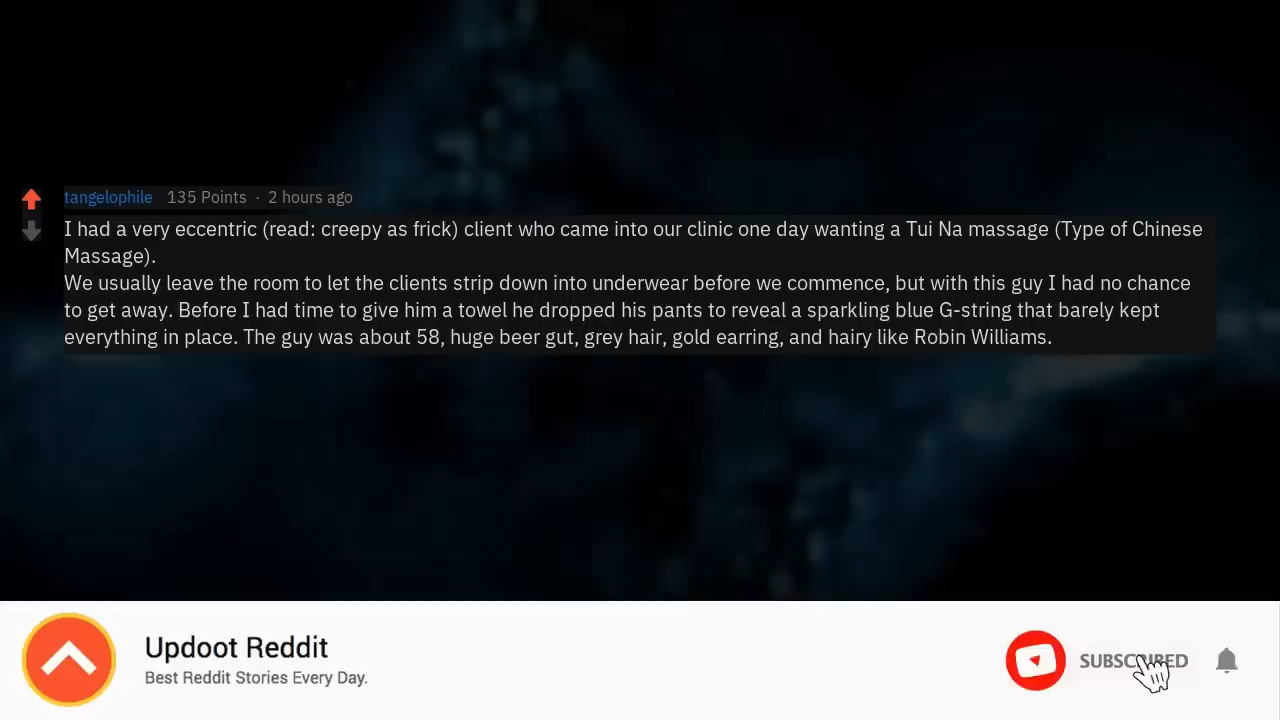 tangelophile 135 Points · 2 hours ago
I had a very eccentric (read: creepy as frick) client who came into our clinic one day wanting a Tui Na massage (Type of Chinese
Massage).
We usually leave the room to let the clients strip down into underwear before we commence, but with this guy I had no chance
to get away. Before I had time to give him a towel he dropped his pants to reveal a sparkling blue G-string that barely kept
everything in place. The guy was about 58, huge beer gut, grey hair, gold earring, and hairy like Robin Williams.
Updoot Reddit
Best Reddit Stories Every Day.
SUBSCRIBED